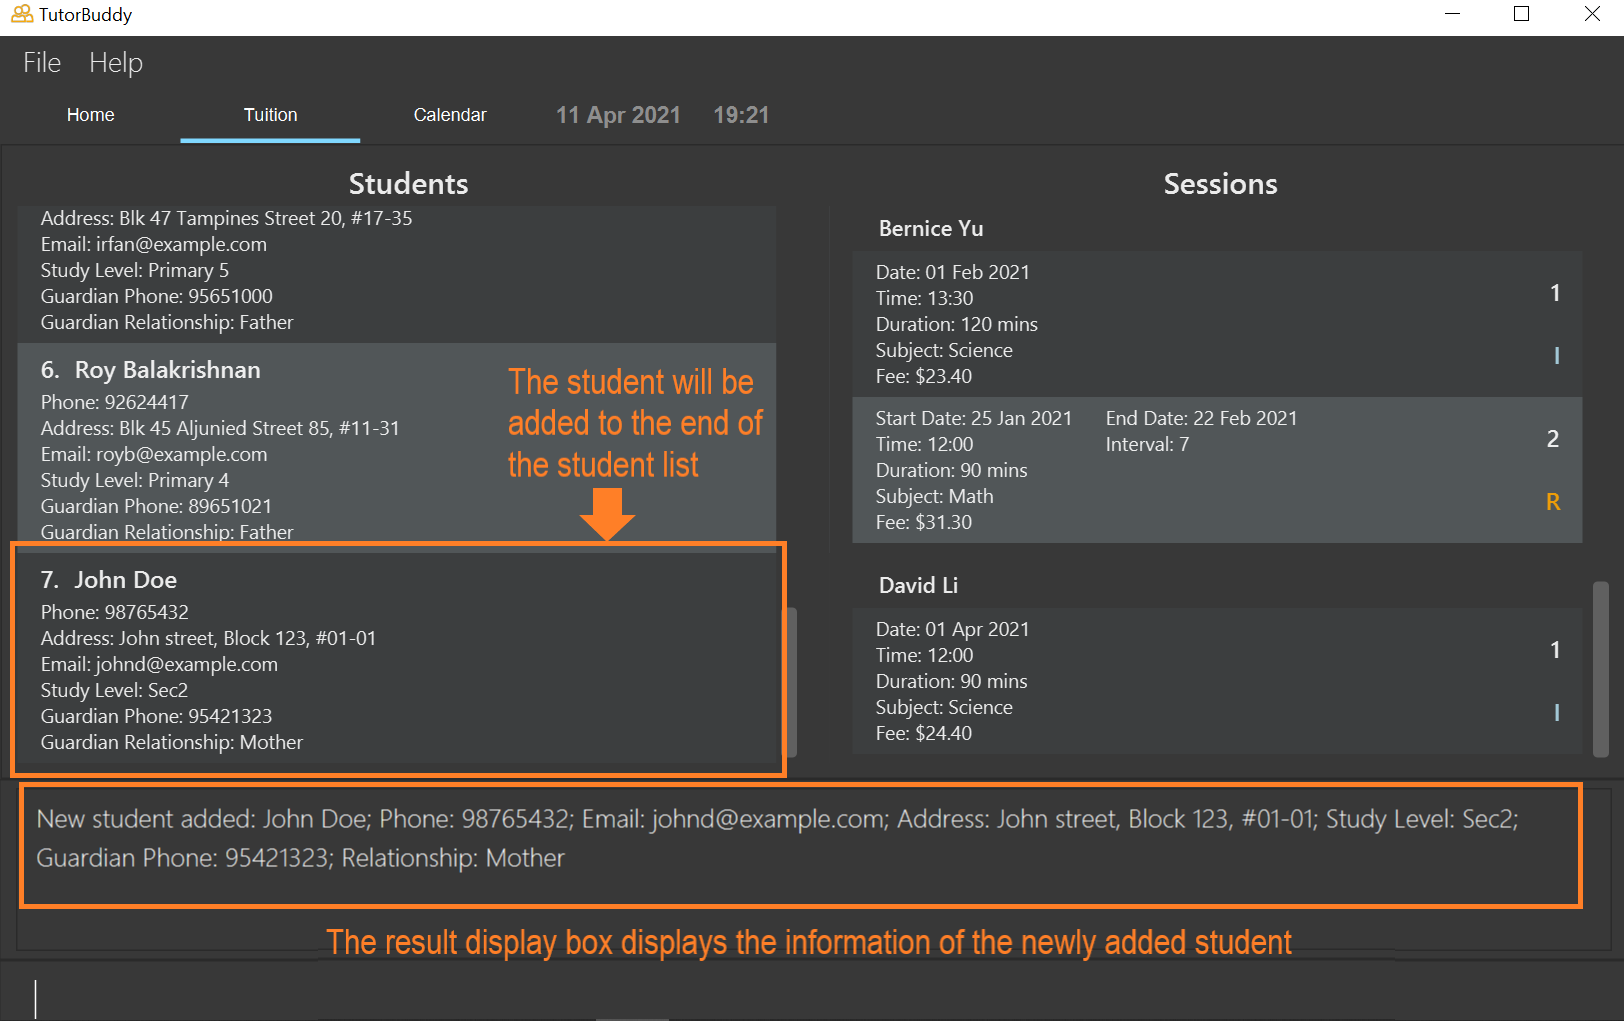 TutorBuddy
File Help
Home Tuition Calendar 11 Apr 2021 19:21
Students
Address: Blk 47 Tampines Street 20, #17-35
Email: irfan@example.com
Study Level: Primary 5
Guardian Phone: 95651000
Guardian Relationship: Father
6. Roy Balakrishnan
Phone: 92624417
Address: Blk 45 Aljunied Street 85, #11-31
Email: royb@example.com
Study Level: Primary 4
Guardian Phone: 89651021
Guardian Relationship: Father
The student will be
added to the end of
the student list
7. John Doe
Phone: 98765432
Address: John street, Block 123, #01-01
Email: johnd@example.com
Study Level: Sec2
Guardian Phone: 95421323
Guardian Relationship: Mother
Sessions
Bernice Yu
Date: 01 Feb 2021
1
Time: 13:30
Duration: 120 mins
Subject: Science
I
Fee: $23.40
Start Date: 25 Jan 2021 End Date: 22 Feb 2021
2
Time: 12:00 Interval: 7
Duration: 90 mins
Subject: Math
R
Fee: $31.30
David Li
Date: 01 Apr 2021
1
Time: 12:00
Duration: 90 mins
Subject: Science
I
Fee: $24.40
New student added: John Doe; Phone: 98765432; Email: johnd@example.com; Address: John street, Block 123, #01-01; Study Level: Sec2;
Guardian Phone: 95421323; Relationship: Mother
The result display box displays the information of the newly added student